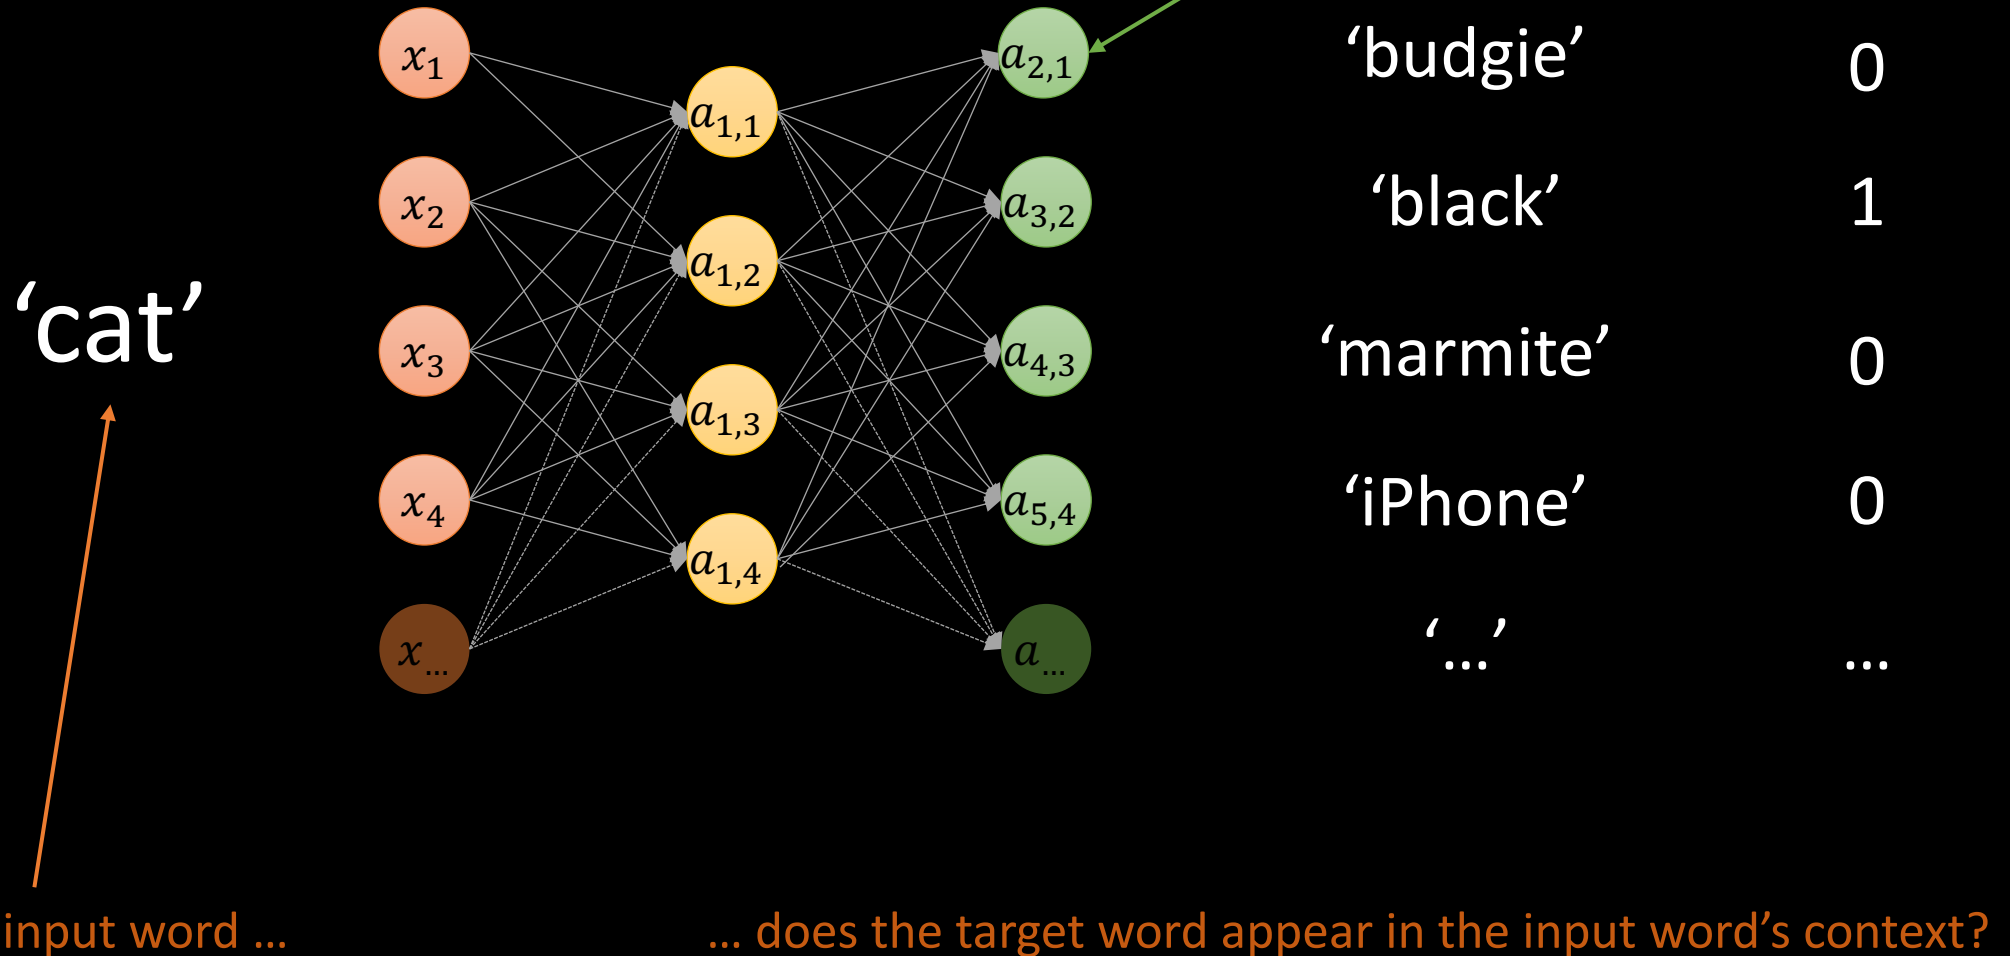 x₁
a₂,₁
‘budgie’ 0
a₁,₁
x₂
a₃,₂
‘black’ 1
a₁,₂
‘cat’
x₃
a₄,₃
‘marmite’ 0
a₁,₃
x₄
a₅,₄
‘iPhone’ 0
a₁,₄
x…
a…
‘…’ …
input word …
… does the target word appear in the input word’s context?